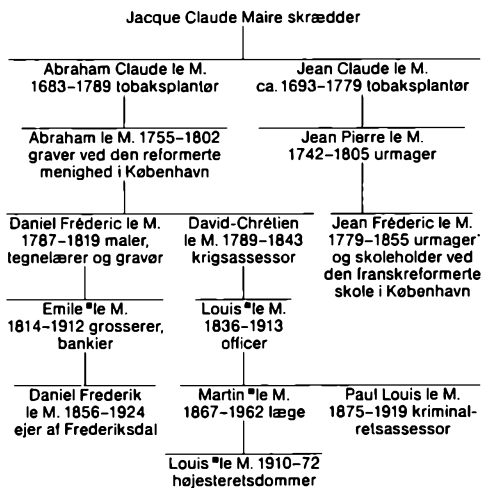 Jacque Claude Maire skrædder
Abraham Claude le M.
1683–1789 tobaksplantør
Jean Claude le M.
ca. 1693–1779 tobaksplantør
Abraham le M. 1755–1802
graver ved den reformerte
menighed i København
Jean Pierre le M.
1742–1805 urmager
Daniel Fréderic le M.
1787–1819 maler,
tegnelærer og gravør
David-Chrétien
le M. 1789–1843
krigsassessor
Jean Fréderic le M.
1779–1855 urmager
og skoleholder ved
den franskreformerte
skole i København
Emile ■le M.
1814–1912 grosserer,
bankier
Louis ■le M.
1836–1913
officer
Daniel Frederik
le M. 1856–1924
ejer af Frederiksdal
Martin ■le M.
1867–1962 læge
Paul Louis le M.
1875–1919 kriminal-
retsassessor
Louis ■le M. 1910–72
højesteretsdommer